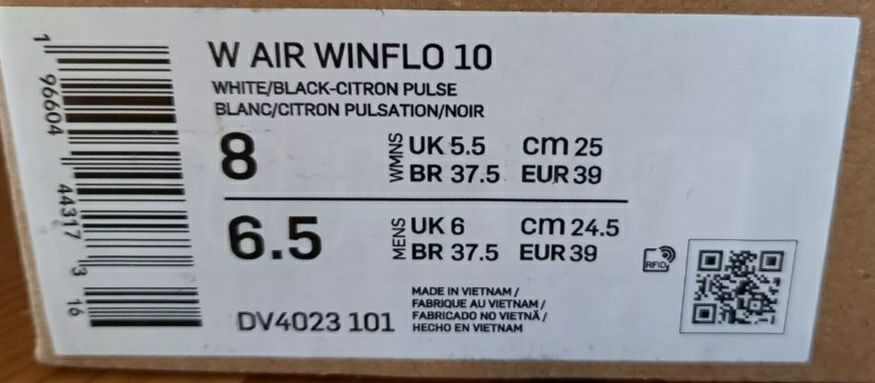 W AIR WINFLO 10
WHITE/BLACK-CITRON PULSE
BLANC/CITRON PULSATION/NOIR
8
WMNS
UK 5.5 cm 25
BR 37.5 EUR 39
6.5
MENS
UK 6 cm 24.5
BR 37.5 EUR 39
RFID
MADE IN VIETNAM /
FABRIQUE AU VIETNAM /
FABRICADO NO VIETNÃ /
HECHO EN VIETNAM
DV4023 101
1 96604 44317 3 16